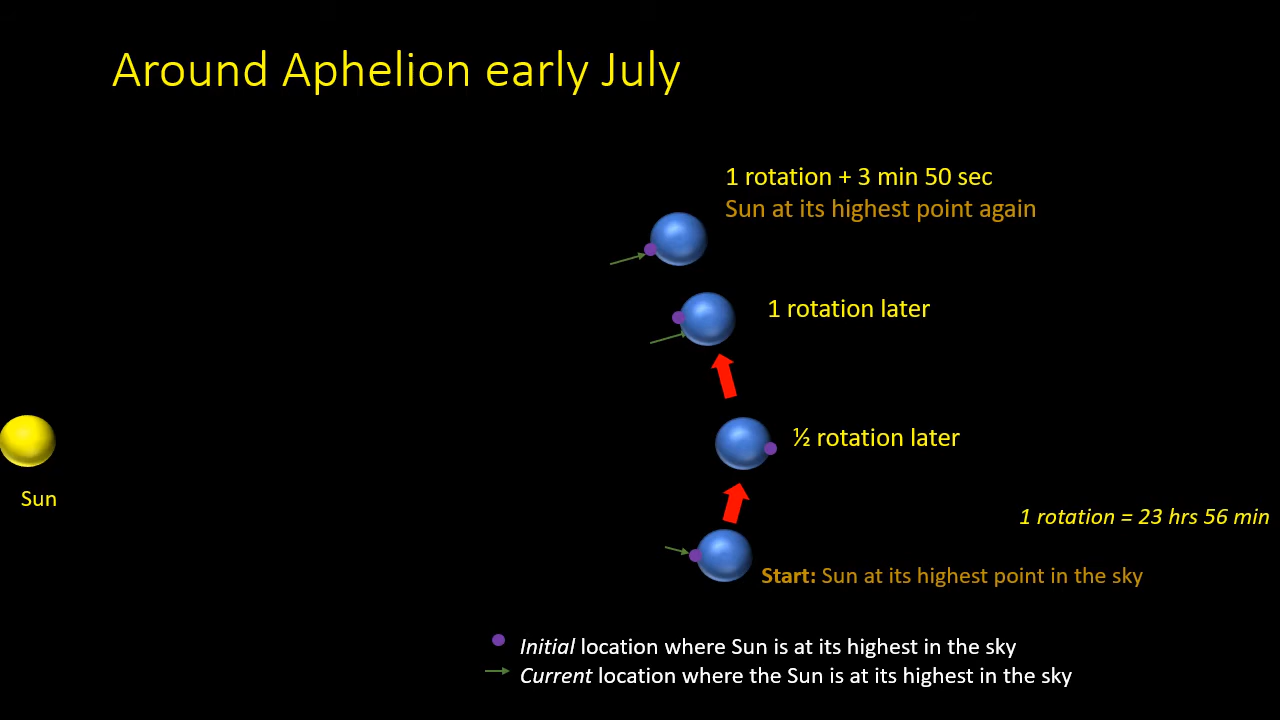 Around Aphelion early July
1 rotation + 3 min 50 sec
Sun at its highest point again
1 rotation later
½ rotation later
Sun
1 rotation = 23 hrs 56 min
Start: Sun at its highest point in the sky
Initial location where Sun is at its highest in the sky
Current location where the Sun is at its highest in the sky